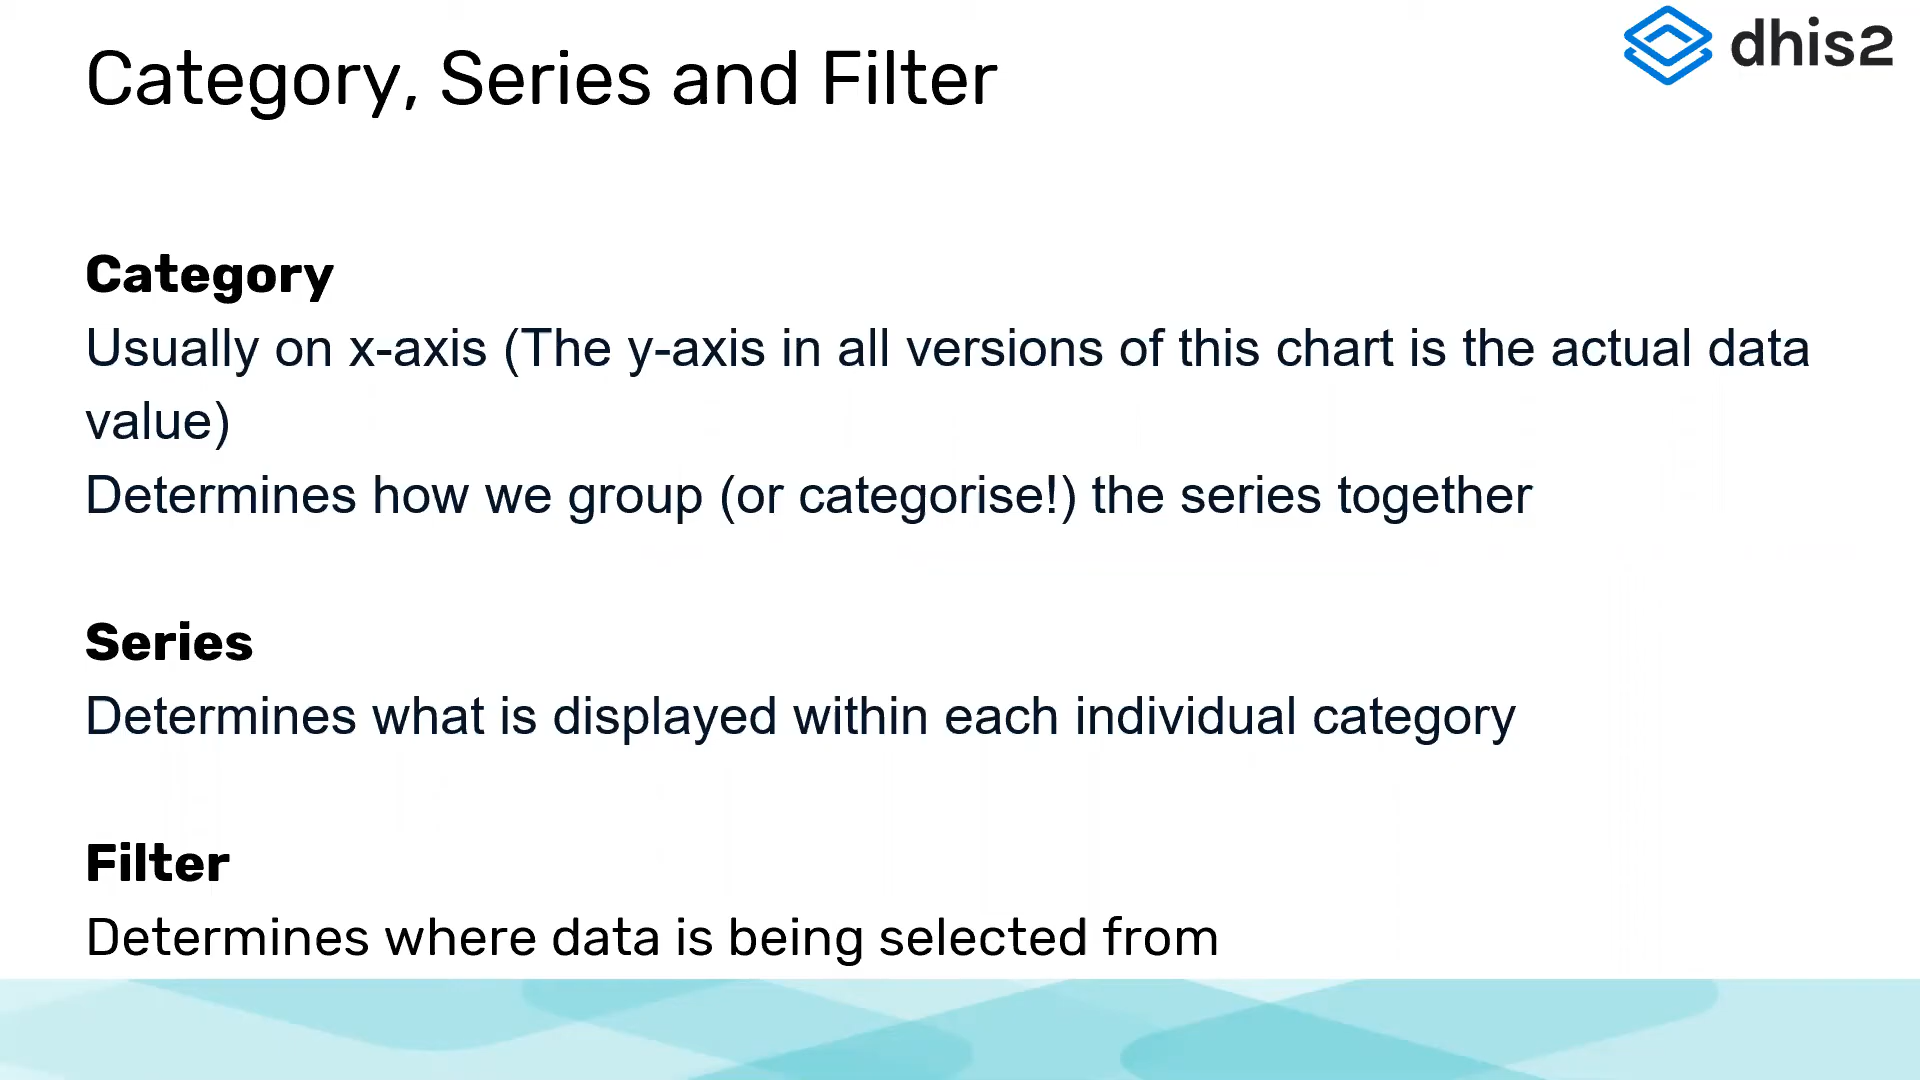 Category, Series and Filter
dhis2
Category
Usually on x-axis (The y-axis in all versions of this chart is the actual data
value)
Determines how we group (or categorise!) the series together
Series
Determines what is displayed within each individual category
Filter
Determines where data is being selected from